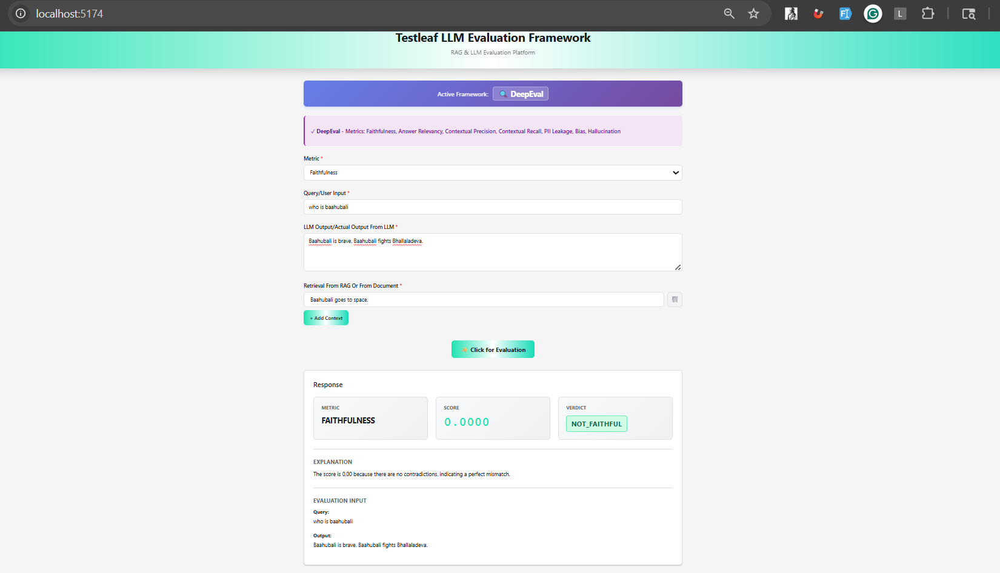 localhost:5174
L
Testleaf LLM Evaluation Framework
RAG & LLM Evaluation Platform
Active Framework: DeepEval
✓ DeepEval - Metrics: Faithfulness, Answer Relevancy, Contextual Precision, Contextual Recall, PII Leakage, Bias, Hallucination
Metric *
Faithfulness
Query/User Input *
who is baahubali
LLM Output/Actual Output From LLM *
Baahubali is brave. Baahubali fights Bhallaladeva.
Retrieval From RAG Or From Document *
Baahubali goes to space.
+ Add Context
Click for Evaluation
Response
METRIC
FAITHFULNESS
SCORE
0.0000
VERDICT
NOT_FAITHFUL
EXPLANATION
The score is 0.00 because there are no contradictions, indicating a perfect mismatch.
EVALUATION INPUT
Query:
who is baahubali
Output:
Baahubali is brave. Baahubali fights Bhallaladeva.